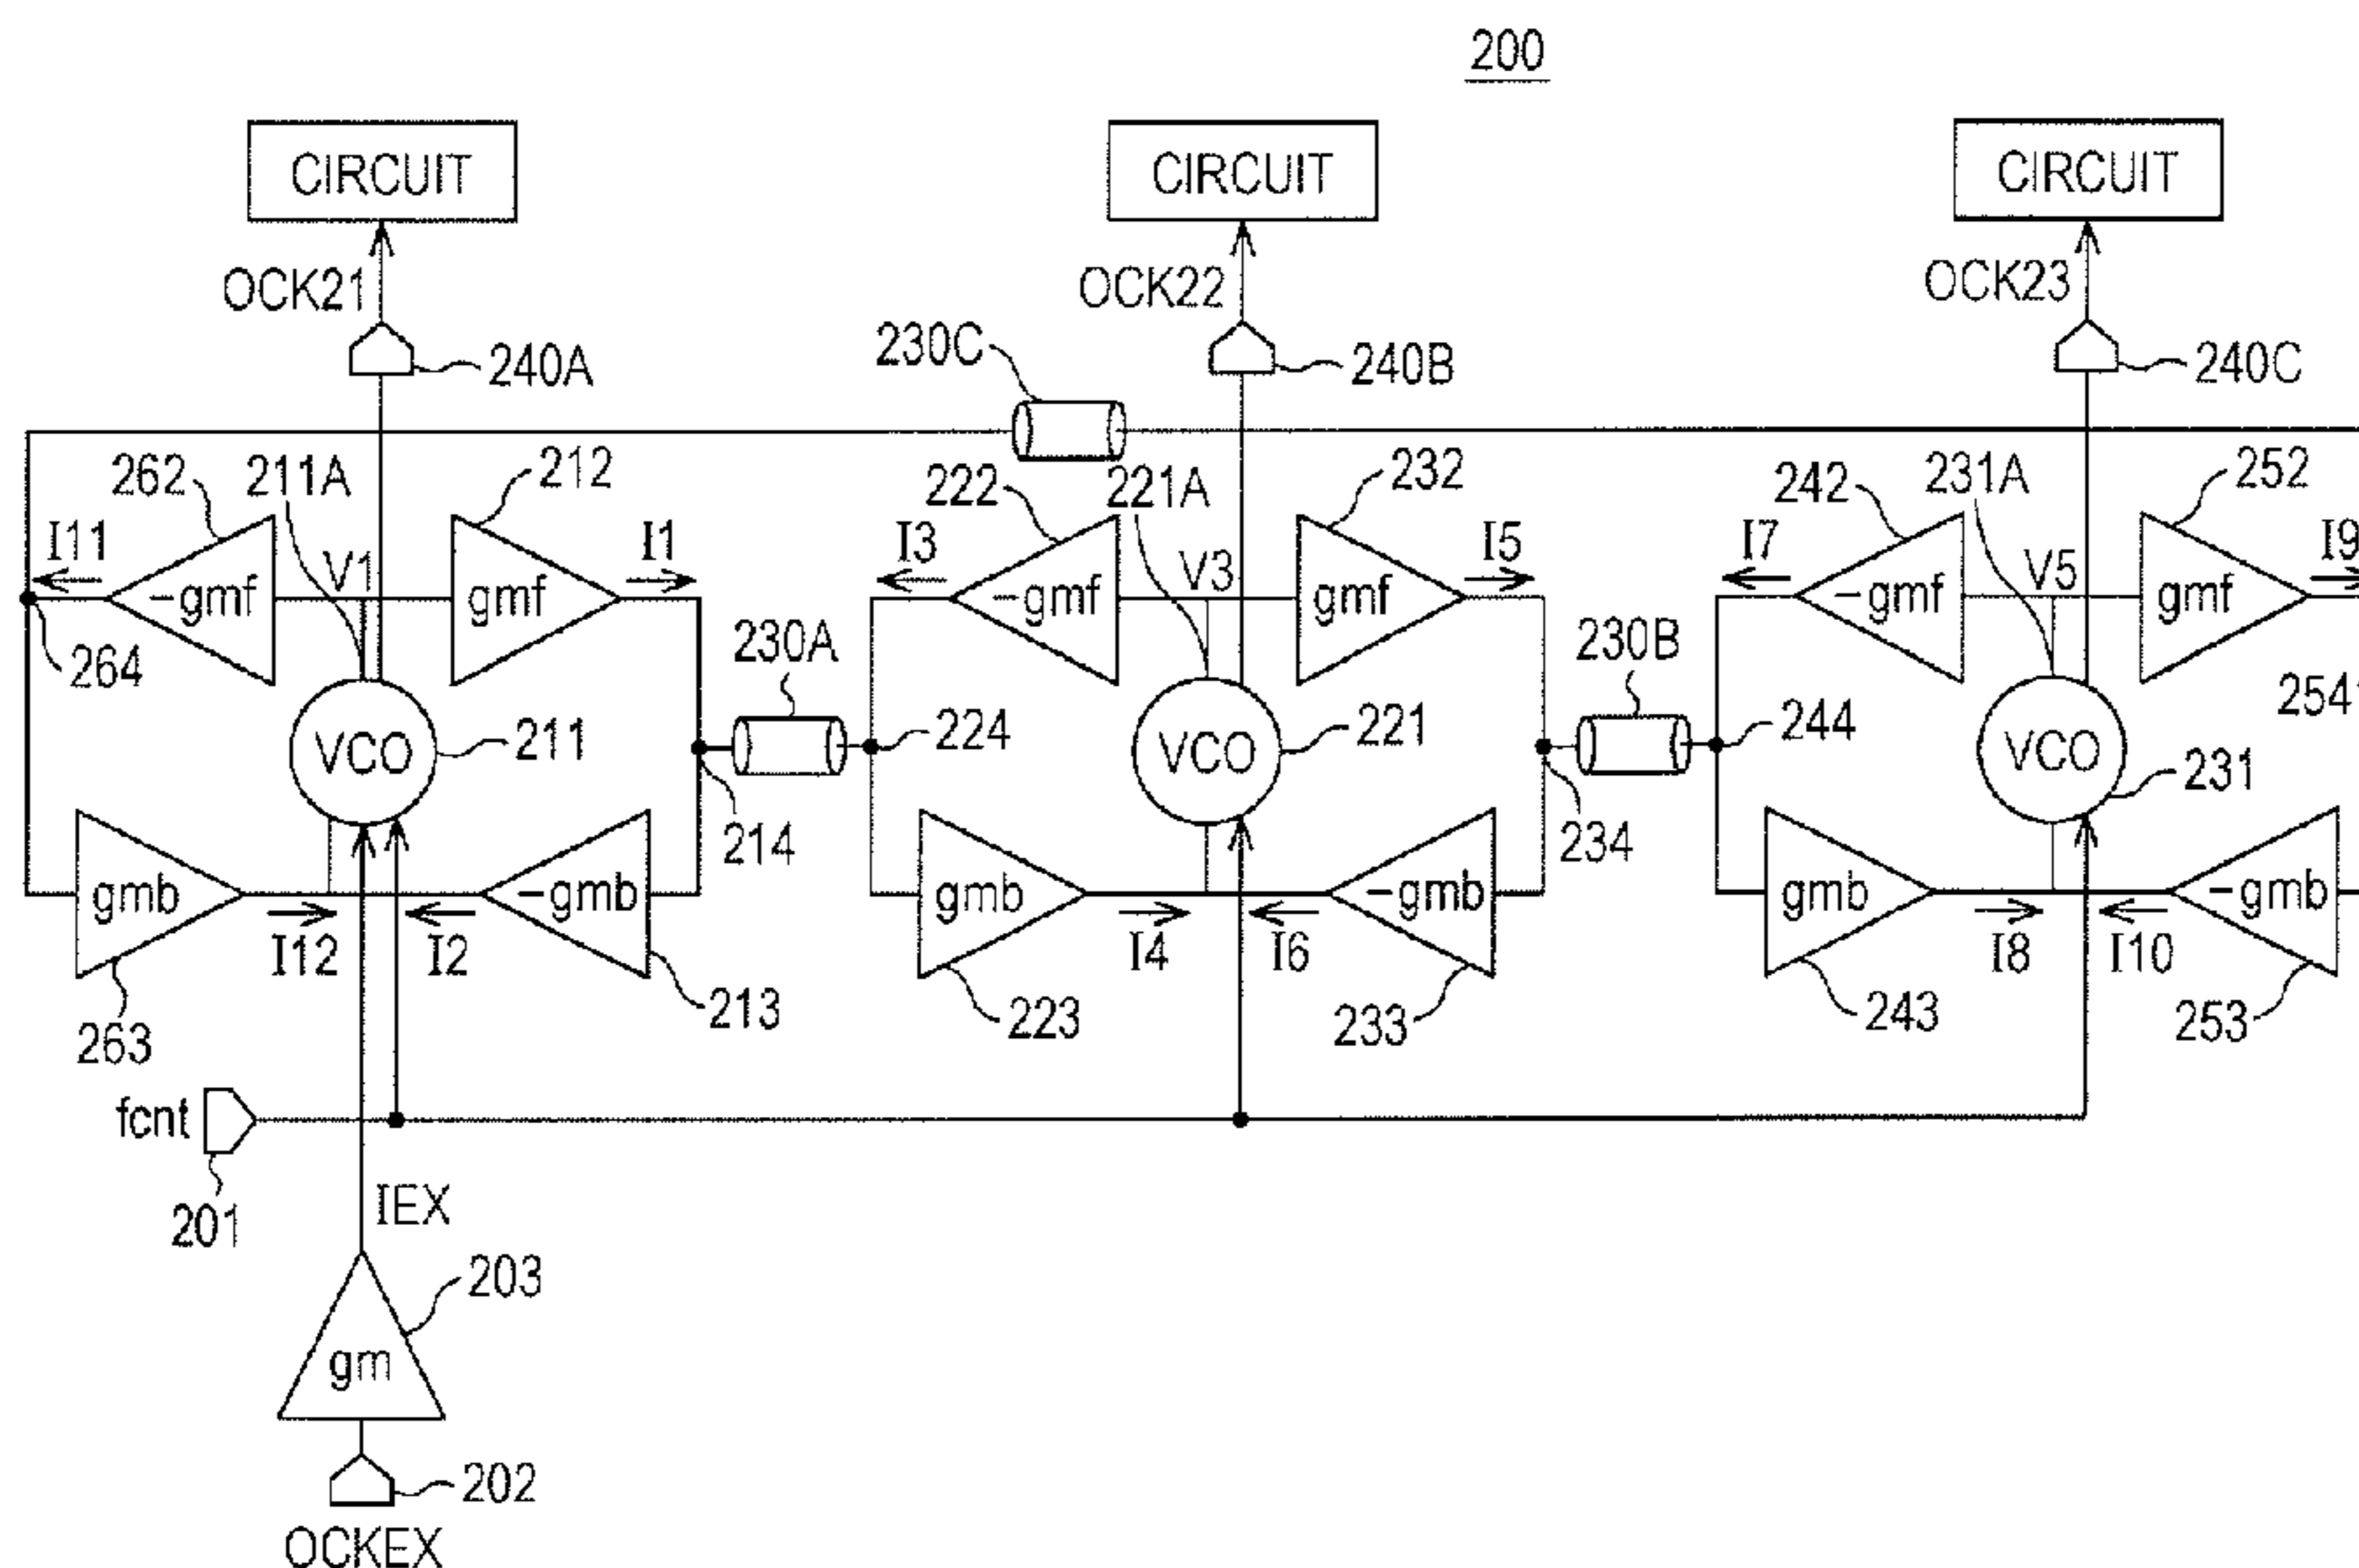 200
CIRCUIT CIRCUIT CIRCUIT
OCK21 OCK22 OCK23
240A 230C 240B 240C
262 211A 212 222 221A 232 242 231A 252
I11 V1 I1 I3 V3 I5 I7 V5 I9
-gmf gmf -gmf gmf -gmf gmf
264 230A 230B 254
VCO 211 224 VCO 221 244 VCO 231
214 234
gmb -gmb gmb -gmb gmb -gmb
I12 I2 I4 I6 I8 I10
263 213 223 233 243 253
fcnt
201
IEX
203
gm
202
OCKEX